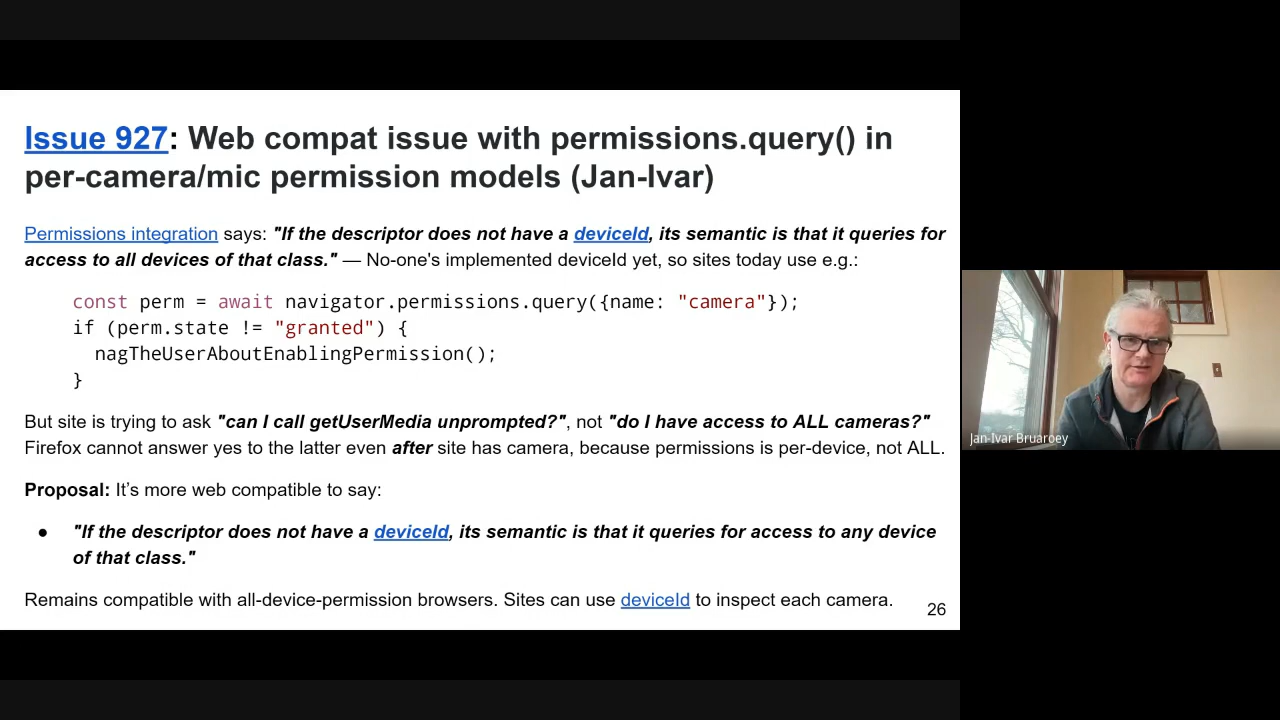 Issue 927: Web compat issue with permissions.query() in
per-camera/mic permission models (Jan-Ivar)
Permissions integration says: "If the descriptor does not have a deviceId, its semantic is that it queries for
access to all devices of that class." — No-one's implemented deviceId yet, so sites today use e.g.:
const perm = await navigator.permissions.query({name: "camera"});
if (perm.state != "granted") {
nagTheUserAboutEnablingPermission();
}
But site is trying to ask "can I call getUserMedia unprompted?", not "do I have access to ALL cameras?"
Firefox cannot answer yes to the latter even after site has camera, because permissions is per-device, not ALL.
Proposal: It’s more web compatible to say:
● "If the descriptor does not have a deviceId, its semantic is that it queries for access to any device
of that class."
Remains compatible with all-device-permission browsers. Sites can use deviceId to inspect each camera.
26
Jan-Ivar Bruaroey